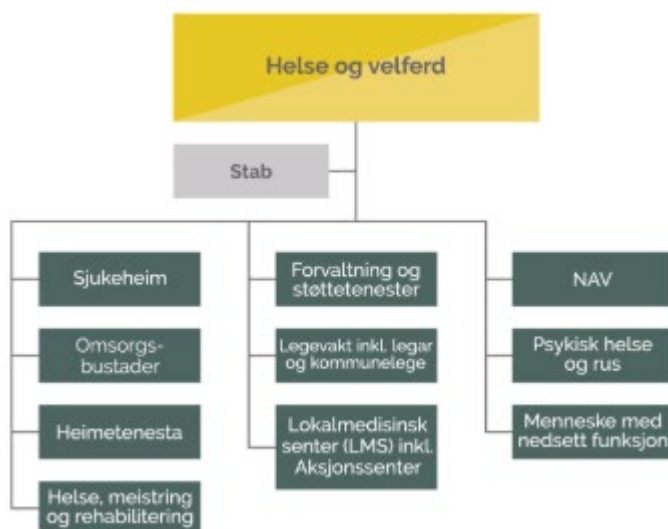 Helse og velferd
Stab
Sjukeheim
Omsorgs-
bustader
Heimetenesta
Helse, meistring
og rehabilitering
Forvaltning og
støttetenester
Legevakt inkl. legar
og kommunelege
Lokalmedisinsk
senter (LMS) inkl.
Aksjonssenter
NAV
Psykisk helse
og rus
Menneske med
nedsett funksjon